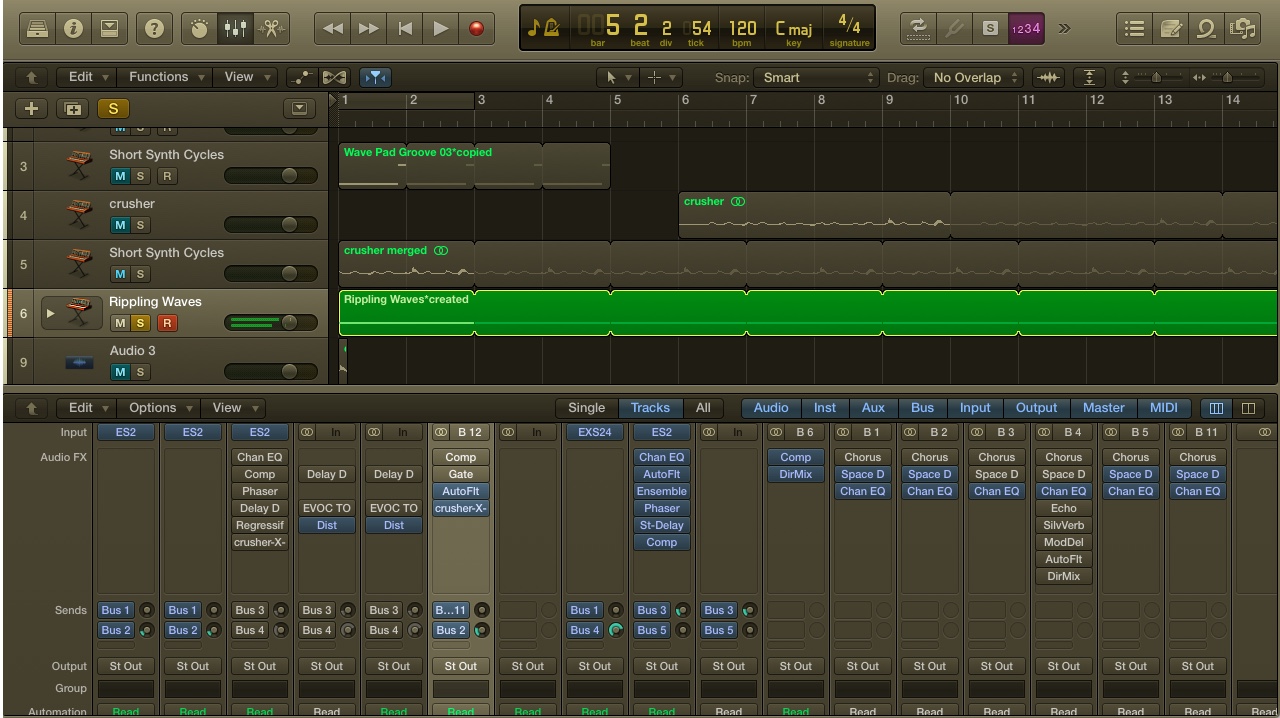 5 2 2 54 120 C maj 4/4
bar beat div tick bpm key signature
S 1234
Edit Functions View Snap: Smart Drag: No Overlap
S 1 2 3 4 5 6 7 8 9 10 11 12 13 14
M S R
3 Short Synth Cycles Wave Pad Groove 03*copied
M S R
4 crusher crusher
M S
5 Short Synth Cycles crusher merged
M S
6 Rippling Waves Rippling Waves*created
M S R
9 Audio 3
M S
Edit Options View Single Tracks All Audio Inst Aux Bus Input Output Master MIDI
Input ES2 ES2 ES2 In In B 12 In EXS24 ES2 In B 6 B 1 B 2 B 3 B 4 B 5 B 11
Audio FX Chan EQ Comp Chan EQ Comp Chorus Chorus Chorus Chorus Chorus Chorus
Comp Delay D Delay D Gate AutoFlt DirMix Space D Space D Space D Space D Space D Space D
Phaser AutoFlt Ensemble Chan EQ Chan EQ Chan EQ Chan EQ Chan EQ Chan EQ
Delay D EVOC TO EVOC TO crusher-X- Phaser Echo
Regressif Dist Dist St-Delay SilvVerb
crusher-X- Comp ModDel
AutoFlt
DirMix
Sends Bus 1 Bus 1 Bus 3 Bus 3 Bus 3 B...11 Bus 1 Bus 3 Bus 3
Bus 2 Bus 2 Bus 4 Bus 4 Bus 4 Bus 2 Bus 4 Bus 5 Bus 5
Output St Out St Out St Out St Out St Out St Out St Out St Out St Out St Out St Out St Out St Out St Out St Out St Out St Out
Group
Automation Read Read Read Read Read Read Read Read Read Read Read Read Read Read Read Read Read Read